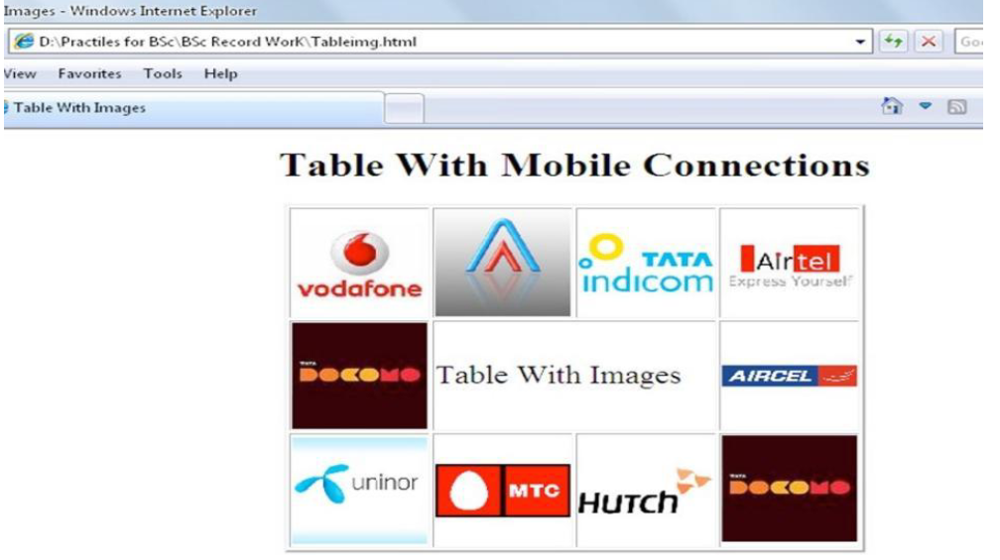 Images - Windows Internet Explorer
D:\Practiles for BSc\BSc Record WorK\Tableimg.html
Goo
View Favorites Tools Help
Table With Images
Table With Mobile Connections
vodafone
TATA
indicom
Airtel
Express Yourself
TATA
DOCOMO
Table With Images
AIRCEL
uninor
MTC
HUTCH
TATA
DOCOMO